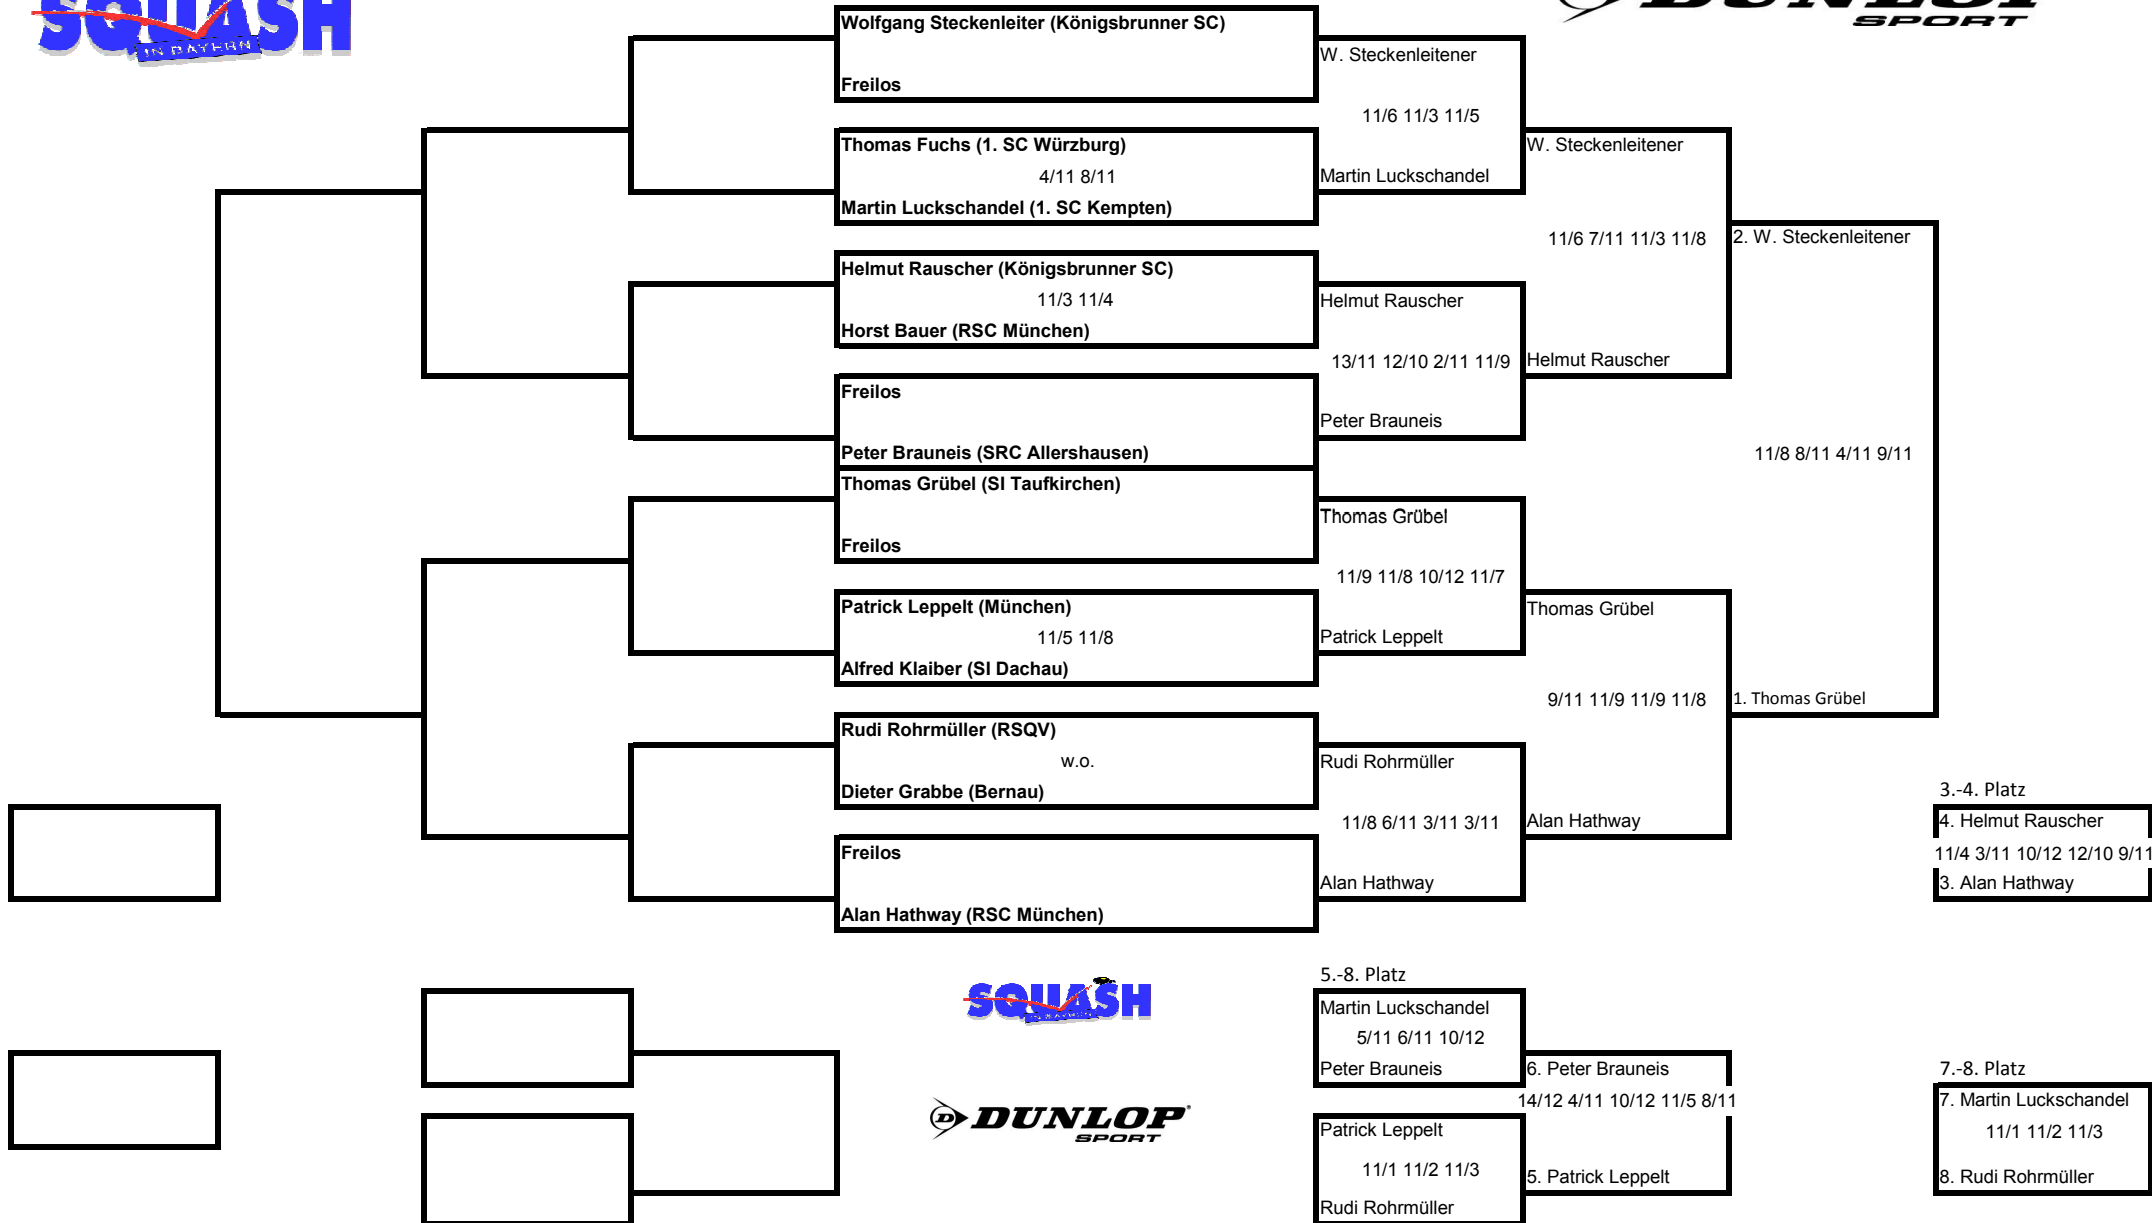 SQUASH
IN BAYERN
DUNLOP
SPORT
Wolfgang Steckenleiter (Königsbrunner SC)
Freilos
Thomas Fuchs (1. SC Würzburg)
4/11 8/11
Martin Luckschandel (1. SC Kempten)
Helmut Rauscher (Königsbrunner SC)
11/3 11/4
Horst Bauer (RSC München)
Freilos
Peter Brauneis (SRC Allershausen)
Thomas Grübel (SI Taufkirchen)
Freilos
Patrick Leppelt (München)
11/5 11/8
Alfred Klaiber (SI Dachau)
Rudi Rohrmüller (RSQV)
w.o.
Dieter Grabbe (Bernau)
Freilos
Alan Hathway (RSC München)
W. Steckenleitener
11/6 11/3 11/5
Martin Luckschandel
Helmut Rauscher
13/11 12/10 2/11 11/9
Peter Brauneis
Thomas Grübel
11/9 11/8 10/12 11/7
Patrick Leppelt
Rudi Rohrmüller
11/8 6/11 3/11 3/11
Alan Hathway
W. Steckenleitener
11/6 7/11 11/3 11/8
Helmut Rauscher
Thomas Grübel
9/11 11/9 11/9 11/8
Alan Hathway
2. W. Steckenleitener
11/8 8/11 4/11 9/11
1. Thomas Grübel
3.-4. Platz
4. Helmut Rauscher
11/4 3/11 10/12 12/10 9/11
3. Alan Hathway
SQUASH
DUNLOP
SPORT
5.-8. Platz
Martin Luckschandel
5/11 6/11 10/12
Peter Brauneis
Patrick Leppelt
11/1 11/2 11/3
Rudi Rohrmüller
6. Peter Brauneis
14/12 4/11 10/12 11/5 8/11
5. Patrick Leppelt
7.-8. Platz
7. Martin Luckschandel
11/1 11/2 11/3
8. Rudi Rohrmüller